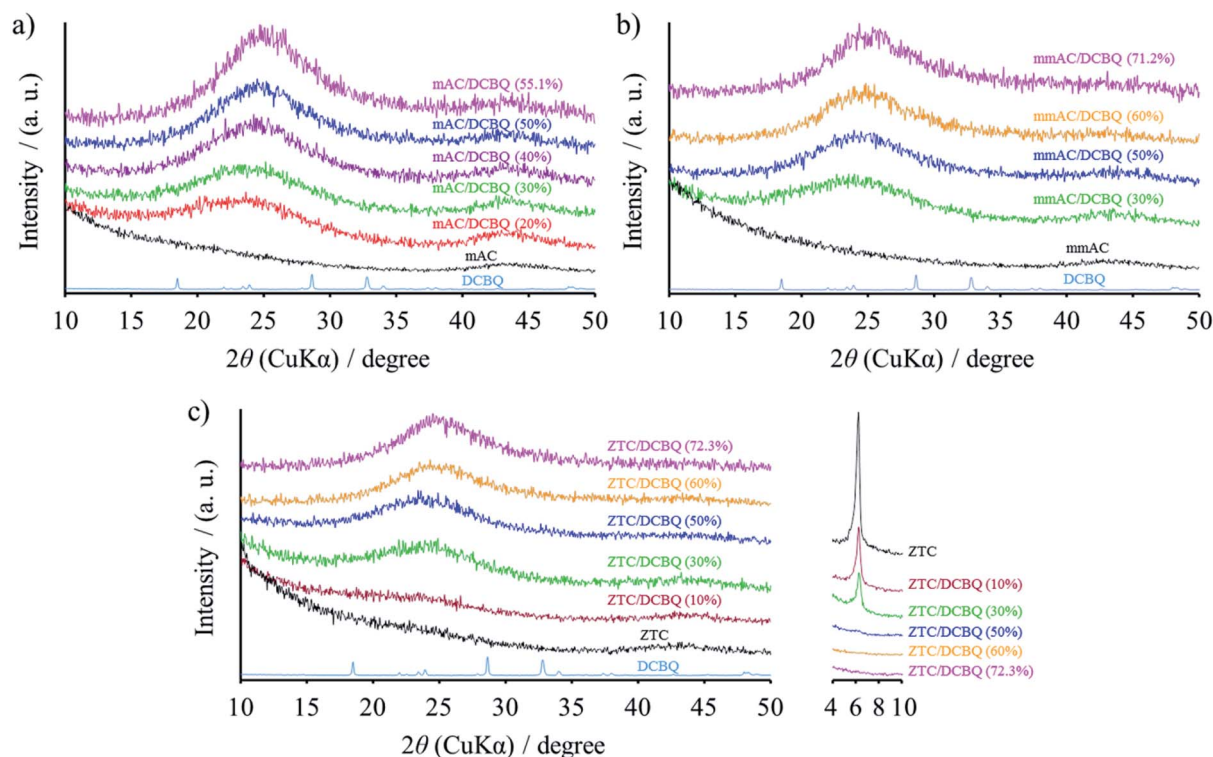 a)
Intensity / (a. u.)
mAC/DCBQ (55.1%)
mAC/DCBQ (50%)
mAC/DCBQ (40%)
mAC/DCBQ (30%)
mAC/DCBQ (20%)
mAC
DCBQ
10 15 20 25 30 35 40 45 50
2θ (CuKα) / degree
b)
Intensity / (a. u.)
mmAC/DCBQ (71.2%)
mmAC/DCBQ (60%)
mmAC/DCBQ (50%)
mmAC/DCBQ (30%)
mmAC
DCBQ
10 15 20 25 30 35 40 45 50
2θ (CuKα) / degree
c)
Intensity / (a. u.)
ZTC/DCBQ (72.3%)
ZTC/DCBQ (60%)
ZTC/DCBQ (50%)
ZTC/DCBQ (30%)
ZTC/DCBQ (10%)
ZTC
DCBQ
10 15 20 25 30 35 40 45 50
2θ (CuKα) / degree
ZTC
ZTC/DCBQ (10%)
ZTC/DCBQ (30%)
ZTC/DCBQ (50%)
ZTC/DCBQ (60%)
ZTC/DCBQ (72.3%)
4 6 8 10